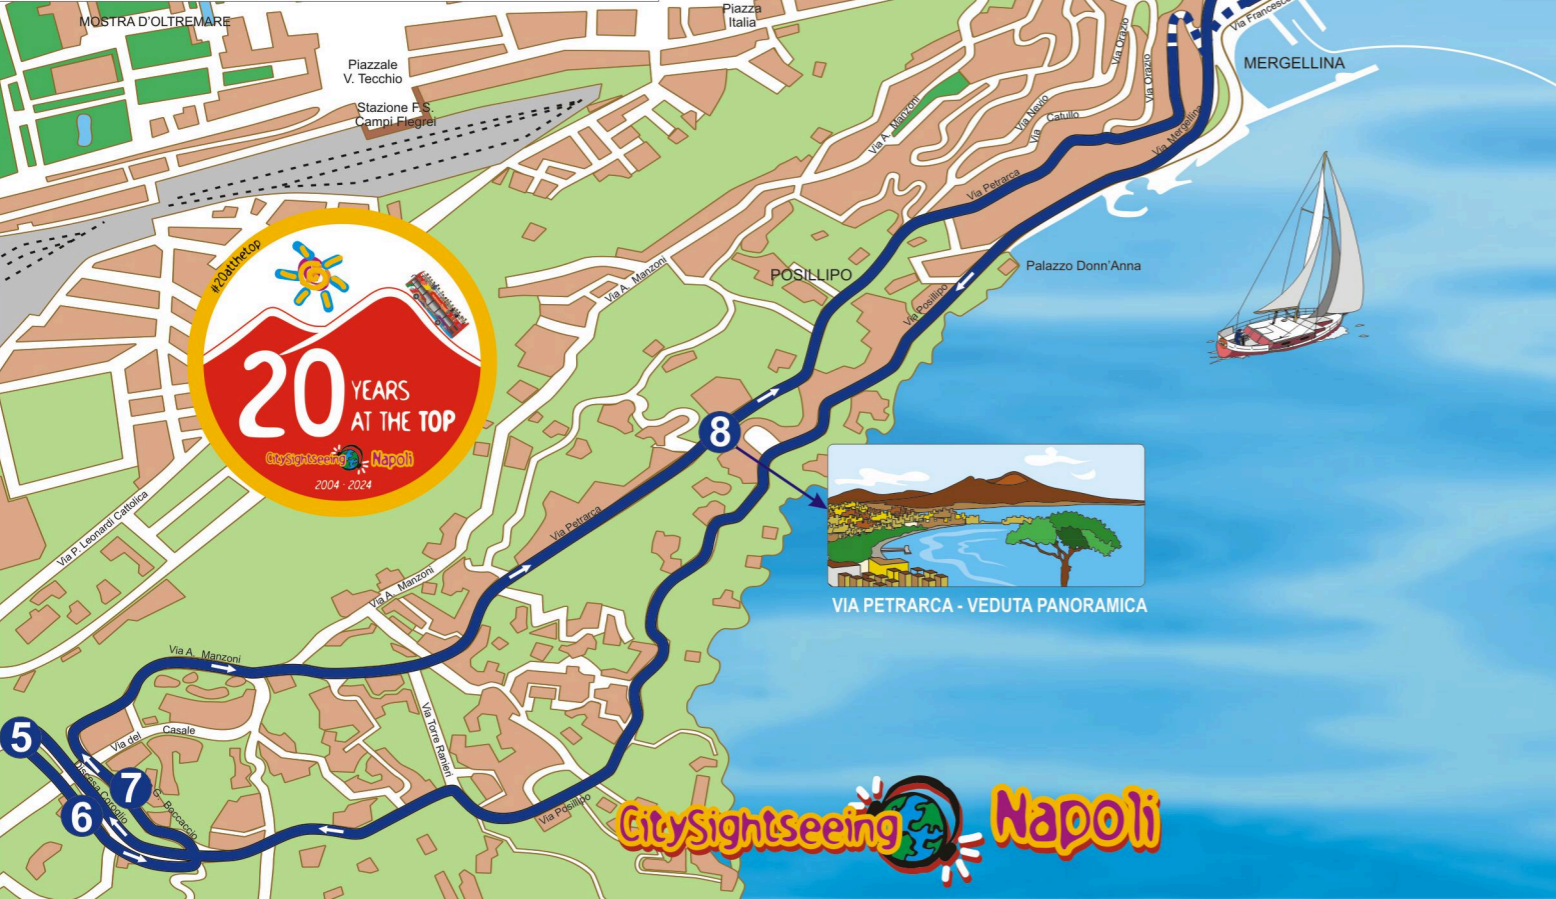 MOSTRA D'OLTREMARE
Piazza
Italia
Piazzale
V. Tecchio
Stazione F.S.
Campi Flegrei
Via Francesco
MERGELLINA
Via Orazio
Via Orazio
Via A. Manzoni
Via Nevio
Via Catullo
Via Mergellina
Via Petrarca
#20atthetop
20 YEARS
AT THE TOP
CitySightseeing Napoli
2004 - 2024
Via A. Manzoni
POSILLIPO
Palazzo Donn'Anna
Via Posillipo
8
Via P. Leonardi Cattolica
Via Petrarca
Via A. Manzoni
VIA PETRARCA - VEDUTA PANORAMICA
Via A. Manzoni
5
Via del Casale
Via Torre Ranieri
7
Discesa Coroglio
G. Boccaccio
6
Via Posillipo
CitySightseeing Napoli